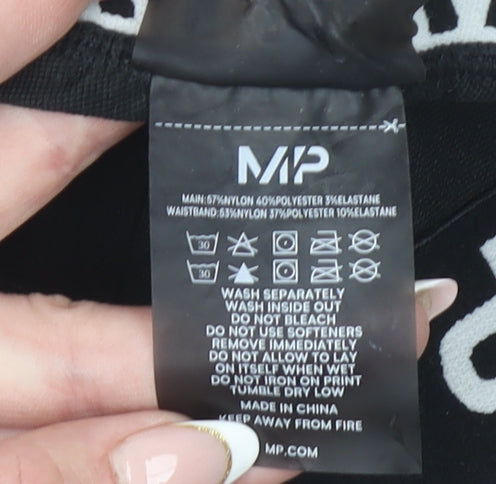 MP
MAIN:57%NYLON 40%POLYESTER 3%ELASTANE
WAISTBAND:53%NYLON 37%POLYESTER 10%ELASTANE
30
30
WASH SEPARATELY
WASH INSIDE OUT
DO NOT BLEACH
DO NOT USE SOFTENERS
REMOVE IMMEDIATELY
DO NOT ALLOW TO LAY
ON ITSELF WHEN WET
DO NOT IRON ON PRINT
TUMBLE DRY LOW
MADE IN CHINA
KEEP AWAY FROM FIRE
MP.COM